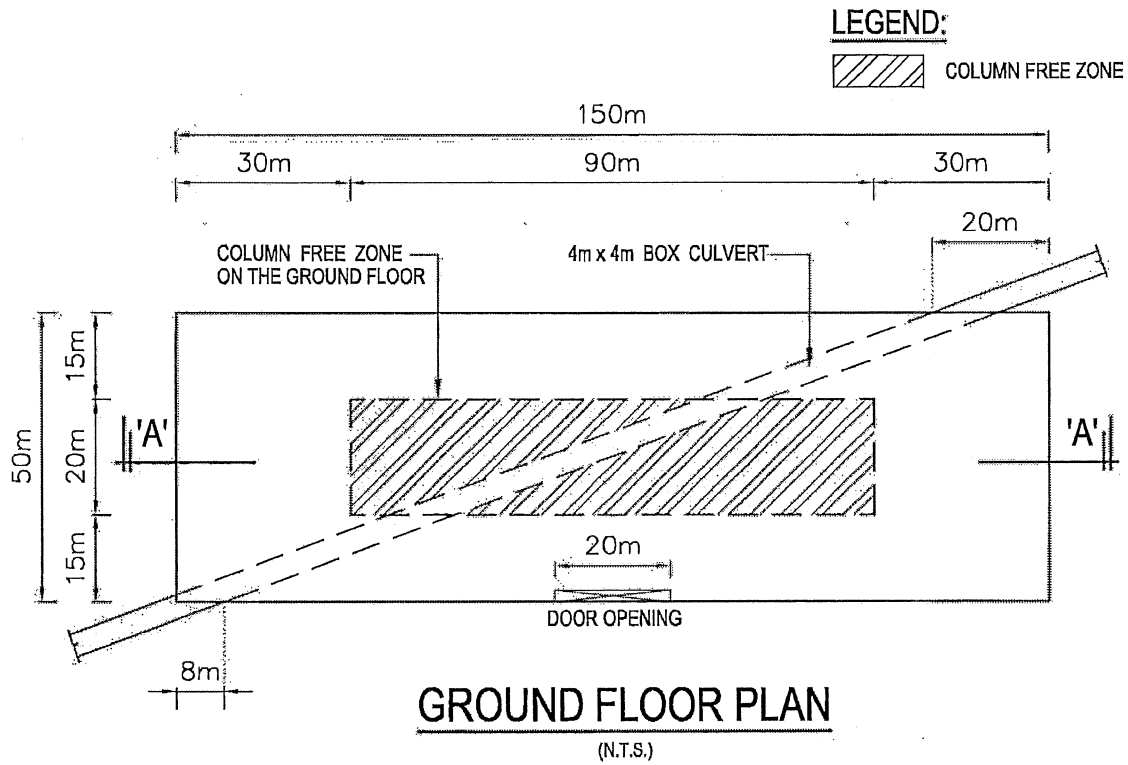 LEGEND:
COLUMN FREE ZONE
150m
30m
90m
30m
20m
COLUMN FREE ZONE
ON THE GROUND FLOOR
4m x 4m BOX CULVERT
50m
15m
20m
15m
'A'
'A'
20m
DOOR OPENING
8m
GROUND FLOOR PLAN
(N.T.S.)